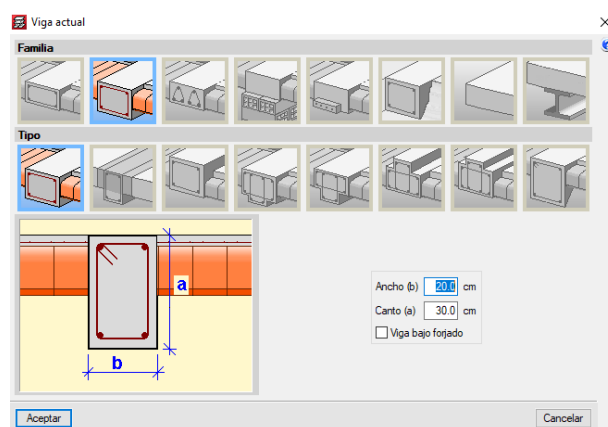 Viga actual
Familia
Tipo
a
b
Ancho (b) 20.0 cm
Canto (a) 30.0 cm
Viga bajo forjado
Aceptar
Cancelar